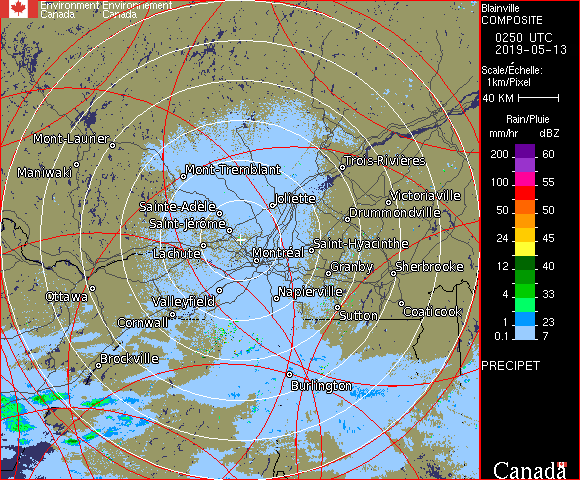 Environment Environnement
Canada Canada
Blainville
COMPOSITE
0250 UTC
2019-05-13
Scale/Échelle:
1km/Pixel
40 KM
Rain/Pluie
mm/hr dBZ
200 60
100 55
50 50
24 45
12 40
4 33
1 23
0.1 7
PRECIPET
Canada
Mont-Laurier
Maniwaki
Mont-Tremblant
Trois-Rivieres
Sainte-Adele
Joliette
Victoriaville
Drummondville
Saint-Jérôme
Lachute
Montréal
Saint-Hyacinthe
Granby
Sherbrooke
Ottawa
Valleyfield
Napierville
Cornwall
Sutton
Coaticook
Brockville
Burlington